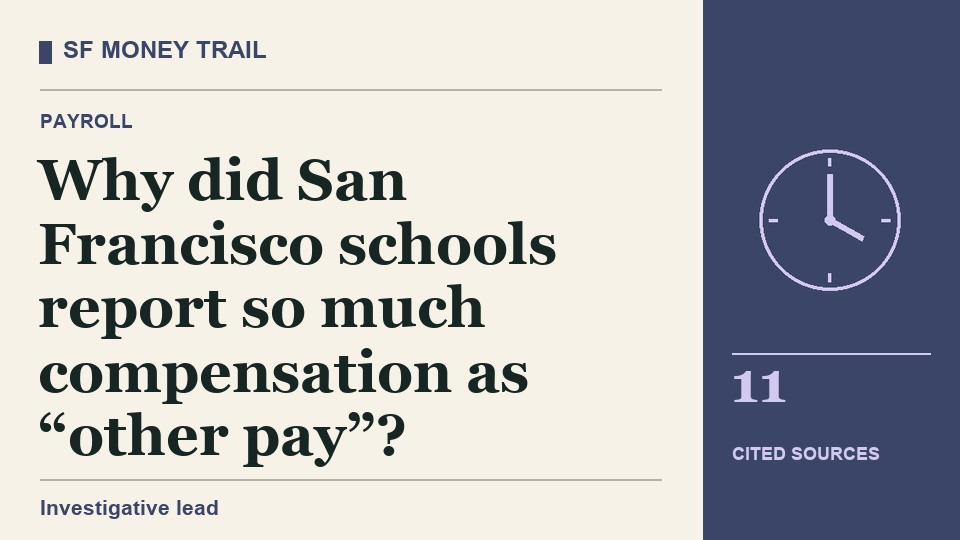 SF MONEY TRAIL
PAYROLL
Why did San
Francisco schools
report so much
compensation as
“other pay”?
Investigative lead
11
CITED SOURCES